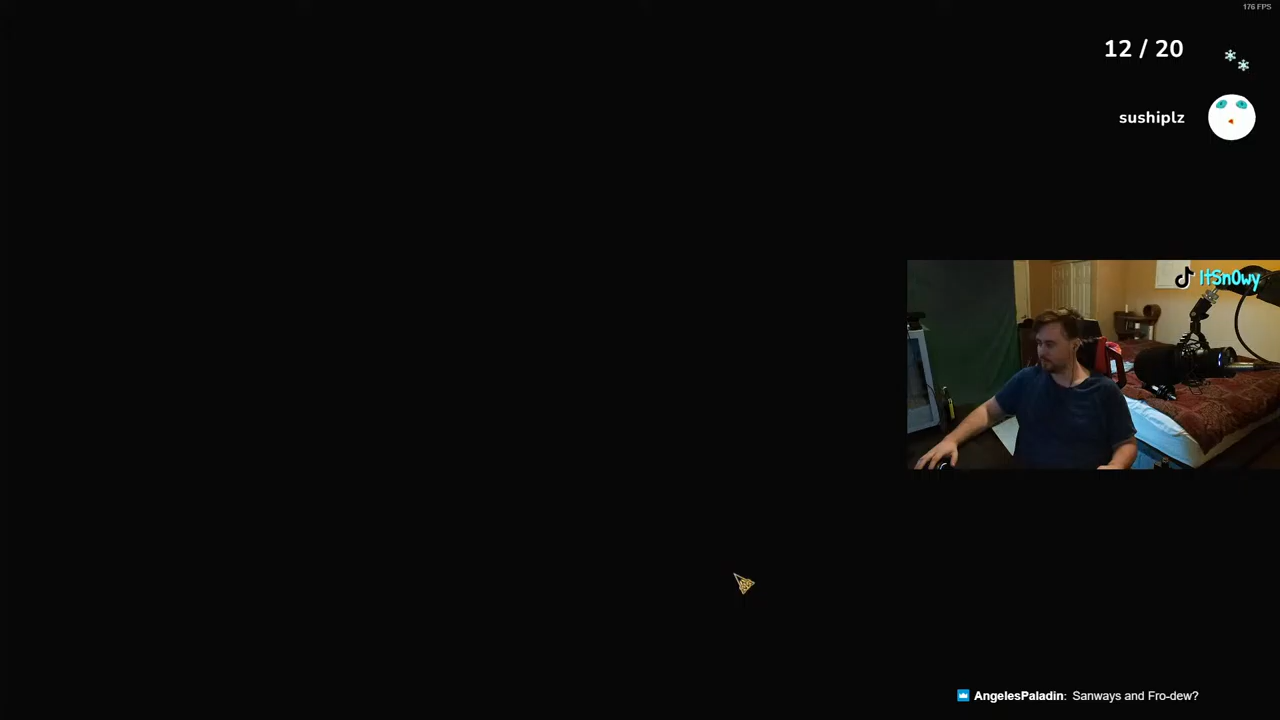 176 FPS
12 / 20
sushiplz
ItSn0wy
AngelesPaladin: Sanways and Fro-dew?